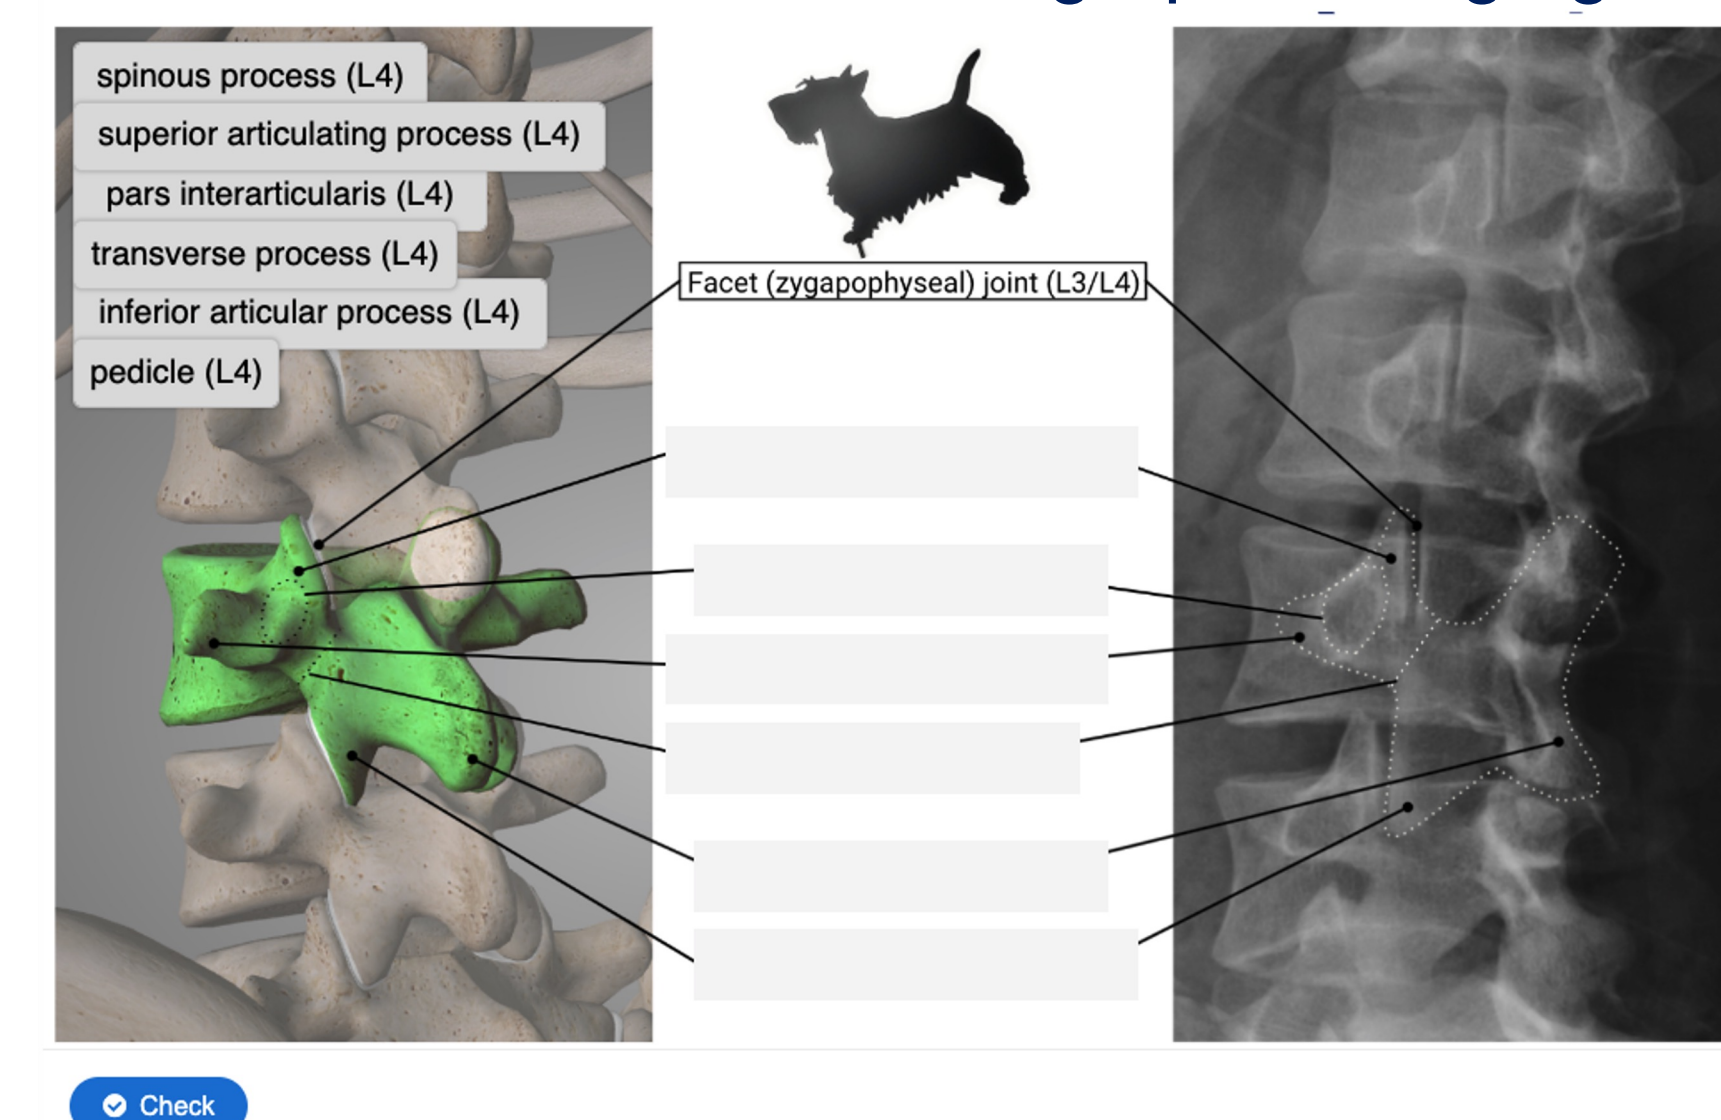 spinous process (L4)
superior articulating process (L4)
pars interarticularis (L4)
transverse process (L4)
inferior articular process (L4)
pedicle (L4)
Facet (zygapophyseal) joint (L3/L4)
Check